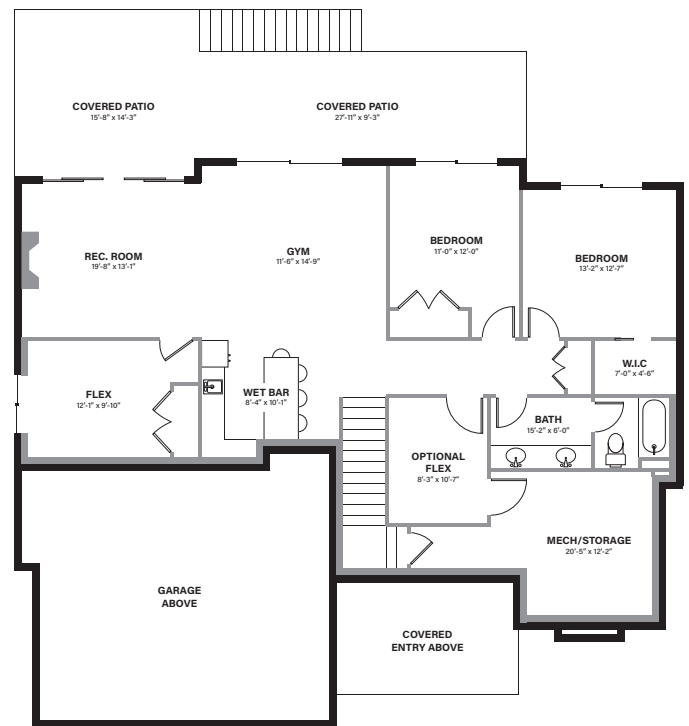 COVERED PATIO
15'-8" x 14'-3"
COVERED PATIO
27'-11" x 9'-3"
REC. ROOM
19'-8" x 13'-1"
GYM
11'-6" x 14'-9"
BEDROOM
11'-0" x 12'-0"
BEDROOM
13'-2" x 12'-7"
W.I.C
7'-0" x 4'-6"
FLEX
12'-1" x 9'-10"
WET BAR
8'-4" x 10'-1"
BATH
15'-2" x 6'-0"
OPTIONAL
FLEX
8'-3" x 10'-7"
MECH/STORAGE
20'-5" x 12'-2"
GARAGE
ABOVE
COVERED
ENTRY ABOVE